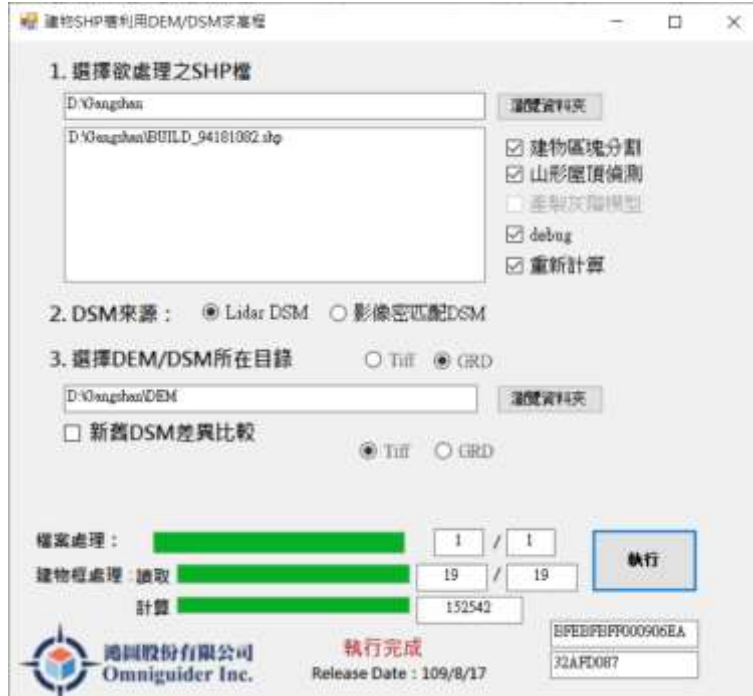 建物SHP檔利用DEM/DSM求高程
1. 選擇欲處理之SHP檔
D:\Gangshan
瀏覽資料夾
D:\Gangshan\BUILD_94181082.shp
建物區塊分割
山形屋頂偵測
產製灰階模型
debug
重新計算
2. DSM來源： Lidar DSM 影像密匹配DSM
3. 選擇DEM/DSM所在目錄 Tiff GRD
D:\Gangshan\DEM
瀏覽資料夾
新舊DSM差異比較
Tiff GRD
檔案處理： 1 / 1
執行
建物框處理：讀取 19 / 19
計算 152542
鴻圖股份有限公司
Omniguider Inc.
執行完成
Release Date：109/8/17
BFEBFBFF000906EA
32AFD087